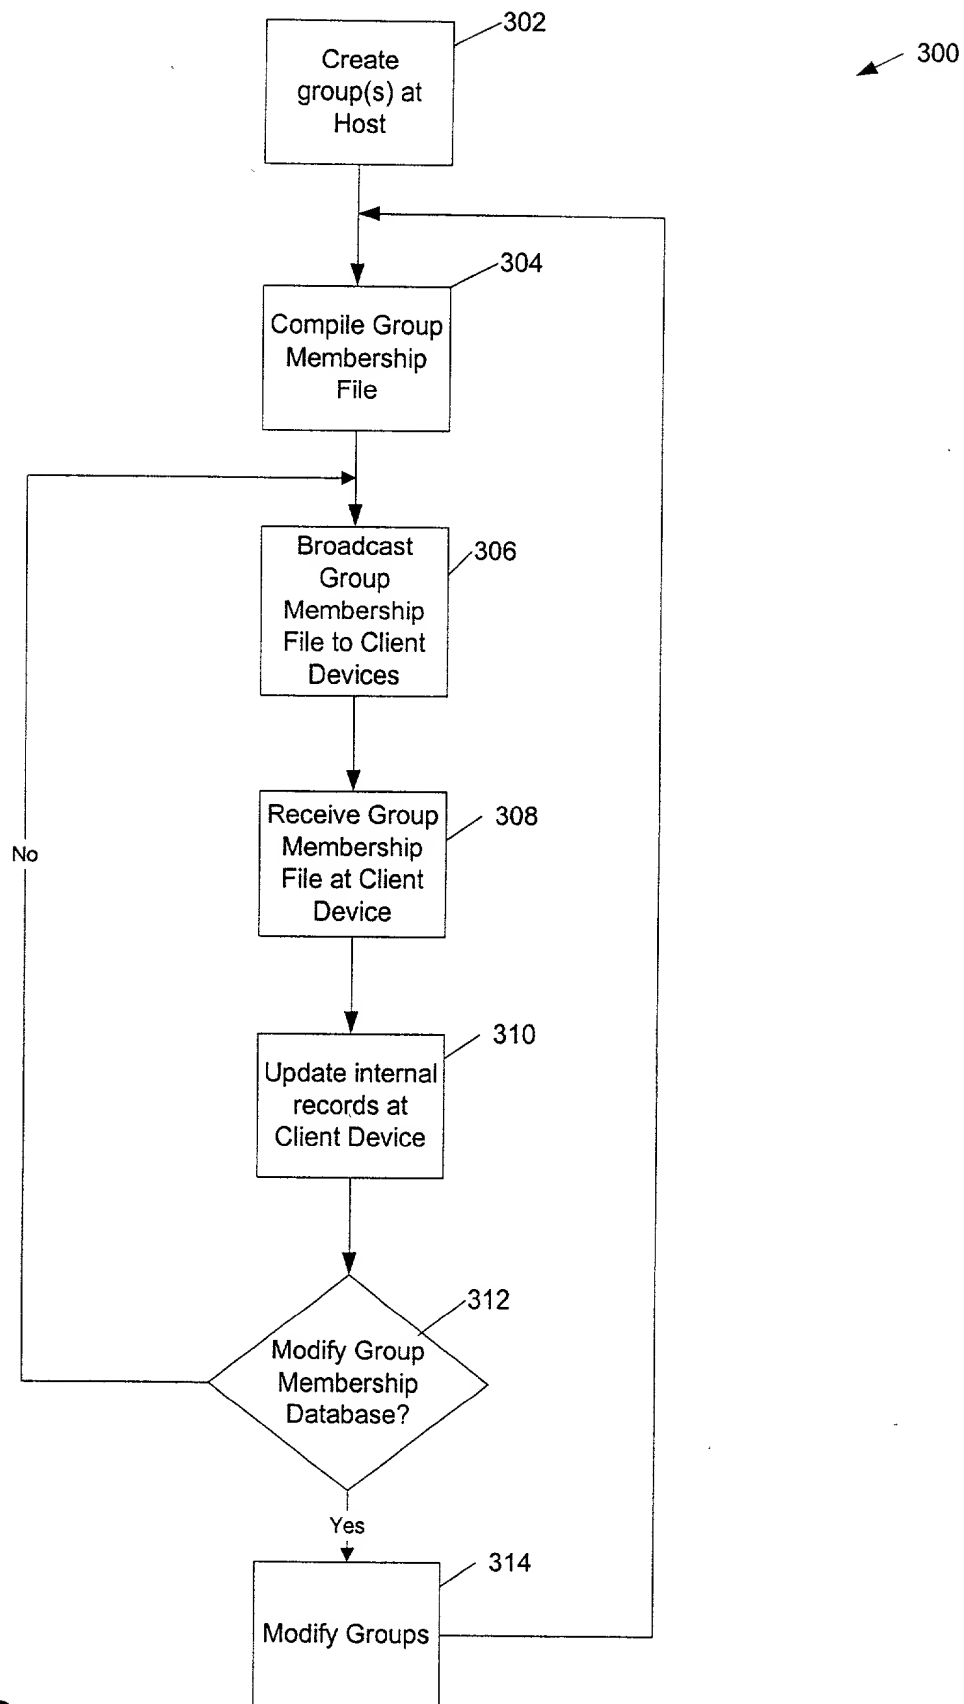 302
300
Create
group(s) at
Host
304
Compile Group
Membership
File
306
Broadcast
Group
Membership
File to Client
Devices
308
Receive Group
Membership
File at Client
Device
No
310
Update internal
records at
Client Device
312
Modify Group
Membership
Database?
Yes
314
Modify Groups